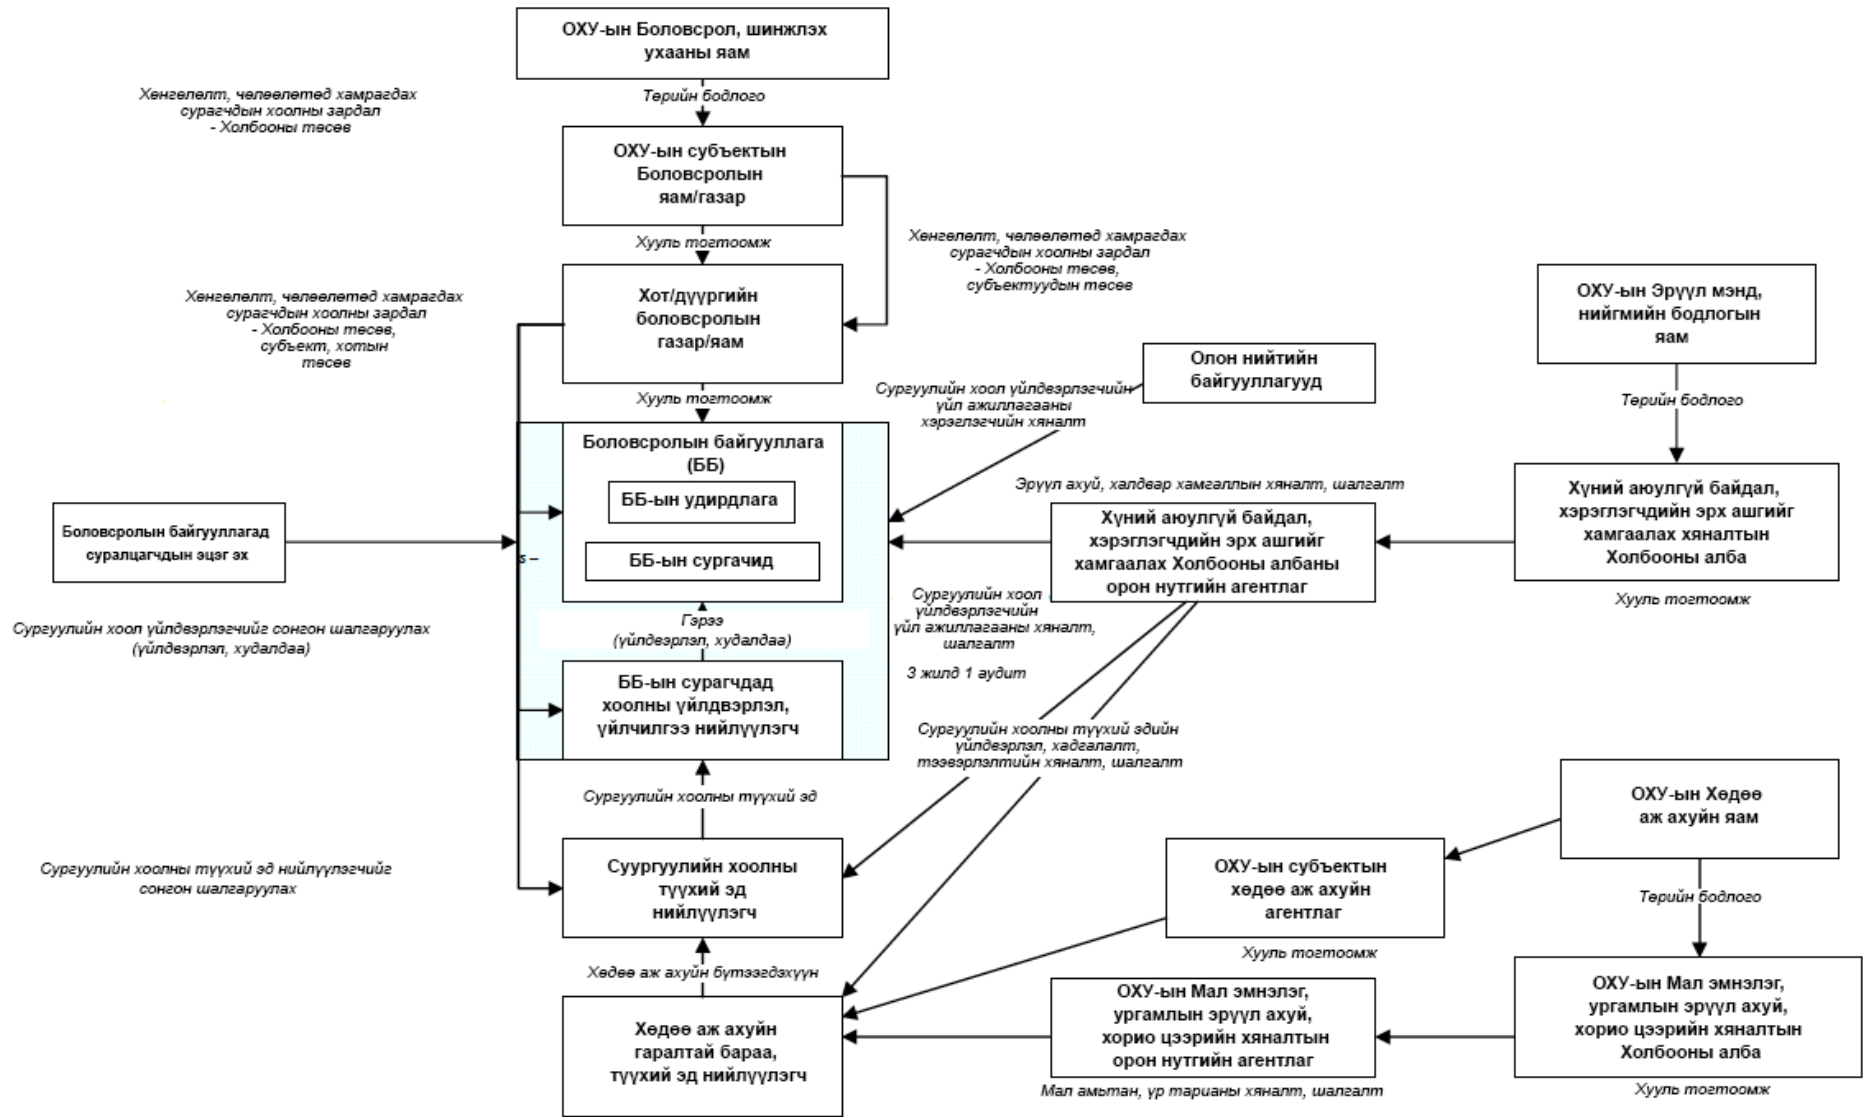 ОХУ-ын Боловсрол, шинжлэх
ухааны яам
Хөнгөлөлт, чөлөөлөтөд хамрагдах
сурагчдын хоолны зардал
- Холбооны төсөв
Төрийн бодлого
ОХУ-ын субъектын
Боловсролын
яам/газар
Хууль тогтоомж
Хөнгөлөлт, чөлөөлөтөд хамрагдах
сурагчдын хоолны зардал
- Холбооны төсөв,
субъектуудын төсөв
Хөнгөлөлт, чөлөөлөтөд хамрагдах
сурагчдын хоолны зардал
- Холбооны төсөв,
субъект, хотын
төсөв
Хот/дүүргийн
боловсролын
газар/яам
ОХУ-ын Эрүүл мэнд,
нийгмийн бодлогын
яам
Олон нийтийн
байгууллагууд
Хууль тогтоомж
Сургуулийн хоол үйлдвэрлэгчийн
үйл ажиллагааны
хэрэглэгчийн хяналт
Төрийн бодлого
Боловсролын байгууллага
(ББ)
ББ-ын удирдлага
ББ-ын сургачид
Эрүүл ахуй, халдвар хамгаллын хяналт, шалгалт
Хүний аюулгүй байдал,
хэрэглэгчдийн эрх ашгийг
хамгаалах Холбооны албаны
орон нутгийн агентлаг
Хүний аюулгүй байдал,
хэрэглэгчдийн эрх ашгийг
хамгаалах хяналтын
Холбооны алба
Хууль тогтоомж
Боловсролын байгууллагад
суралцагчдын эцэг эх
s –
Сургуулийн хоол үйлдвэрлэгчийг сонгон шалгаруулах
(үйлдвэрлэл, худалдаа)
Гэрээ
(үйлдвэрлэл, худалдаа)
Сургуулийн хоол
үйлдвэрлэгчийн
үйл ажиллагааны хяналт,
шалгалт
3 жилд 1 аудит
ББ-ын сурагчдад
хоолны үйлдвэрлэл,
үйлчилгээ нийлүүлэгч
Сургуулийн хоолны түүхий эдийн
үйлдвэрлэл, хадгалалт,
тээвэрлэлтийн хяналт, шалгалт
Сургуулийн хоолны түүхий эд
ОХУ-ын Хөдөө
аж ахуйн яам
Сургуулийн хоолны түүхий эд нийлүүлэгчийг
сонгон шалгаруулах
Суургуулийн хоолны
түүхий эд
нийлүүлэгч
ОХУ-ын субъектын
хөдөө аж ахуйн
агентлаг
Төрийн бодлого
Хууль тогтоомж
Хөдөө аж ахуйн бүтээгдэхүүн
Хөдөө аж ахуйн
гаралтай бараа,
түүхий эд нийлүүлэгч
ОХУ-ын Мал эмнэлэг,
ургамлын эрүүл ахуй,
хорио цээрийн хяналтын
орон нутгийн агентлаг
Мал амьтан, үр тарианы хяналт, шалгалт
ОХУ-ын Мал эмнэлэг,
ургамлын эрүүл ахуй,
хорио цээрийн хяналтын
Холбооны алба
Хууль тогтоомж